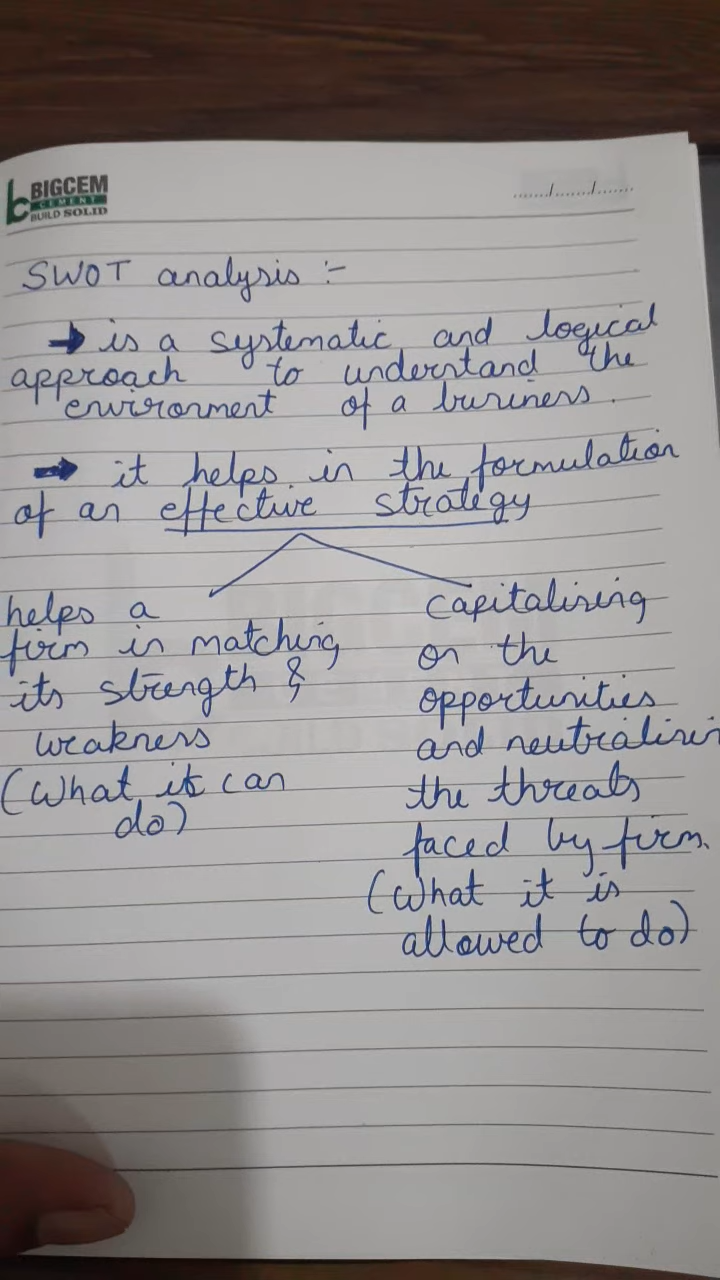 BIGCEM
CEMENT
BUILD SOLID
......./......./.......
SWOT analysis :-
→ is a systematic and logical
approach to understand the
environment of a business.
→ it helps in the formulation
of an effective strategy
helps a
firm in matching
its strength &
weakness
(What it can
do)
capitalising
on the
opportunities
and neutralisin
the threats
faced by firm.
(What it is
allowed to do)